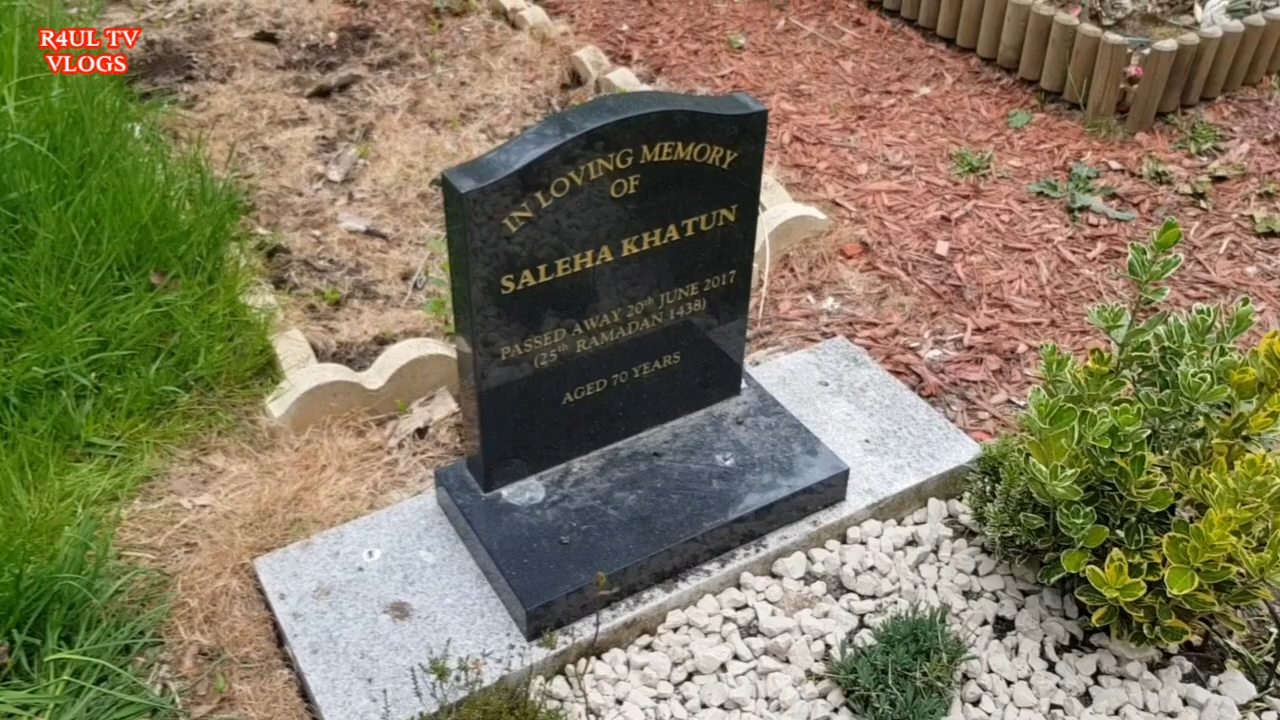 R4UL TV
VLOGS
IN LOVING MEMORY
OF
SALEHA KHATUN
PASSED AWAY 20th JUNE 2017
(25th RAMADAN 1438)
AGED 70 YEARS